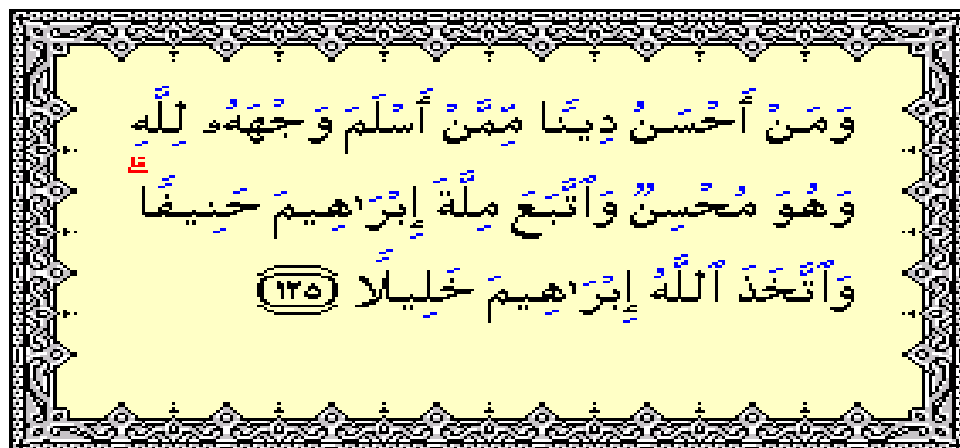 وَمَنْ أَحْسَنُ دِينًا مِّمَّنْ أَسْلَمَ وَجْهَهُۥ لِلَّهِ
وَهُوَ مُحْسِنٌ وَٱتَّبَعَ مِلَّةَ إِبْرَٰهِيمَ حَنِيفًا ۗ
وَٱتَّخَذَ ٱللَّهُ إِبْرَٰهِيمَ خَلِيلًا ١٢٥